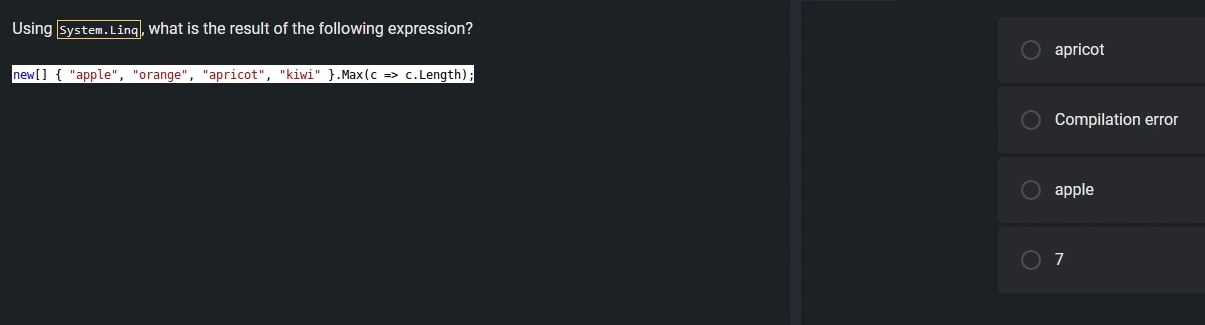 Using System.Linq, what is the result of the following expression?
new[] { "apple", "orange", "apricot", "kiwi" }.Max(c => c.Length);
apricot
Compilation error
apple
7